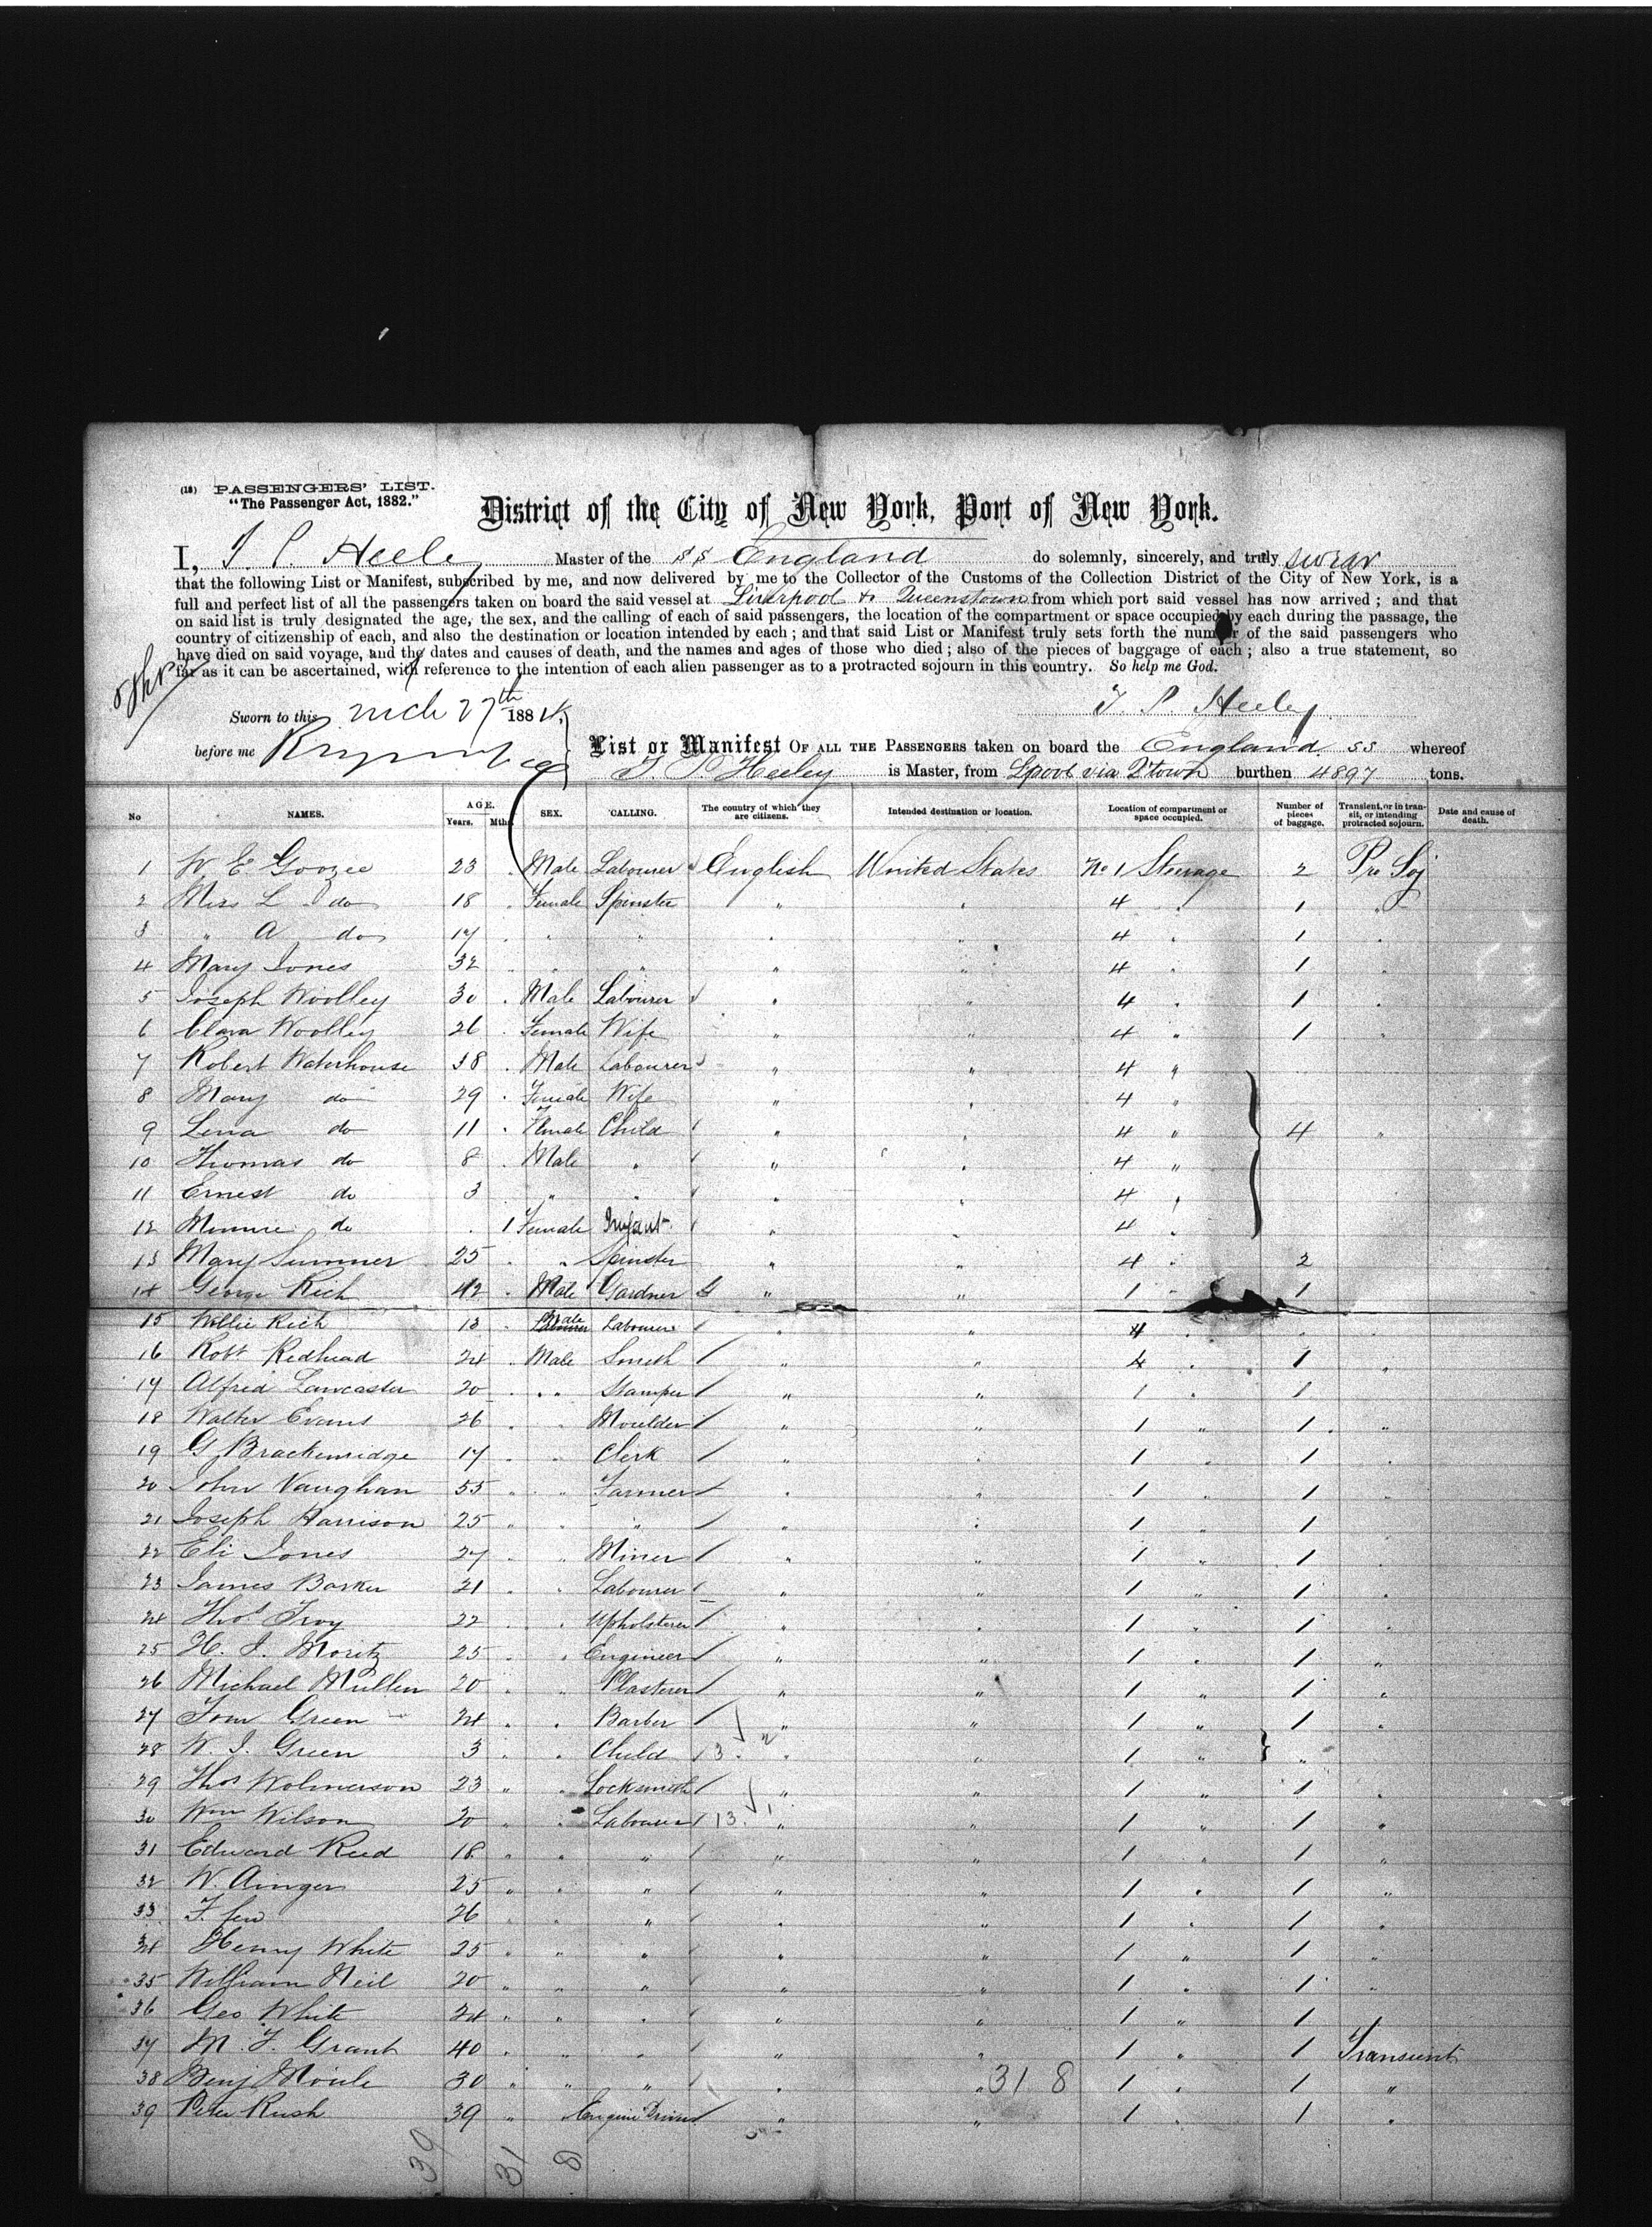 (18) PASSENGERS' LIST.
"The Passenger Act, 1882."
District of the City of New York, Port of New York.
I, T. P. Heeley Master of the SS England do solemnly, sincerely, and truly swear
that the following List or Manifest, subscribed by me, and now delivered by me to the Collector of the Customs of the Collection District of the City of New York, is a
full and perfect list of all the passengers taken on board the said vessel at Liverpool & Queenstown from which port said vessel has now arrived; and that
on said list is truly designated the age, the sex, and the calling of each of said passengers, the location of the compartment or space occupied by each during the passage, the
country of citizenship of each, and also the destination or location intended by each; and that said List or Manifest truly sets forth the number of the said passengers who
have died on said voyage, and the dates and causes of death, and the names and ages of those who died; also of the pieces of baggage of each; also a true statement, so
far as it can be ascertained, with reference to the intention of each alien passenger as to a protracted sojourn in this country. So help me God.
T. P. Heeley
Sworn to this Mch 27th 1884
before me
List or Manifest OF ALL THE PASSENGERS taken on board the England SS whereof
T. P. Heeley is Master, from Lpool via Qtown burthen 4897 tons.
No NAMES. AGE. Years. Mths. SEX. CALLING. The country of which they are citizens. Intended destination or location. Location of compartment or space occupied. Number of pieces of baggage. Transient, or in transit, or intending protracted sojourn. Date and cause of death.
1 W E Goozee 23 Male Labourer English United States No 1 Steerage 2 Pro Soj
2 Miss L do 18 Female Spinster " " 4 " 1 "
3 " A do 17 " " " " 4 " 1 "
4 Mary Jones 32 " " " " 4 " 1 "
5 Joseph Woolley 30 Male Labourer " " 4 " 1 "
6 Clara Woolley 26 Female Wife " " 4 " 1 "
7 Robert Waterhouse 38 Male Labourer " " 4 "
8 Mary do 29 Female Wife " " 4 "
9 Lena do 11 Female Child " " 4 " 4 "
10 Thomas do 8 Male " " " 4 "
11 Ernest do 3 " " " " 4 "
12 Minnie do 1 Female Infant " " 4 "
13 Mary Sumner 25 " Spinster " " 4 " 2
14 George Rich 42 Male Gardner " " 1 " 1
15 Willie Rich 13 Male Labourer " " 4 " "
16 Robt Redhead 24 Male Smith " " 4 " 1 "
17 Alfred Lancaster 20 " Stamper " " 1 " 1
18 Walter Evans 26 " Moulder " " 1 " 1 "
19 G Brackenridge 17 " Clerk " " 1 " 1 "
20 John Vaughan 55 " Farmer " " 1 " 1 "
21 Joseph Harrison 25 " " " " 1 " 1
22 Eli Jones 27 " Miner " " 1 " 1 "
23 James Barker 21 " Labourer " " 1 " 1 "
24 Thos Troy 22 " Upholsterer " " 1 " 1 "
25 H. J. Moritz 25 " Engineer " " 1 " 1 "
26 Michael Mullen 20 " Plasterer " " 1 " 1 "
27 Tom Green 24 " Barber " " 1 " 1 "
28 W. J. Green 3 " Child 3 " " 1 " "
29 Thos Wolmerson 23 " Locksmith " " 1 " 1 "
30 Wm Wilson 20 " Labourer 13 " " 1 " 1 "
31 Edward Reed 18 " " " " 1 " 1 "
32 W. Ainger 25 " " " " 1 " 1 "
33 F. 26 " " " " 1 " 1 "
34 Henry White 25 " " " " 1 " 1 "
35 William Neil 20 " " " " 1 " 1 "
36 Geo White 24 " " " " 1 " 1
37 M. F. Grant 40 " " " " 1 " 1 Transient
38 Benj 30 " " " " 318 1 " 1 "
39 Peter Rush 39 " Engine Driver " " 1 " 1 "
39 31 8